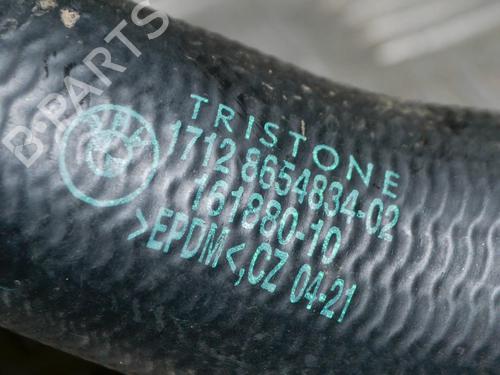 B-PARTS
TRISTONE
1712 8654834-02
161880-10
>EPDM<,CZ 04-21